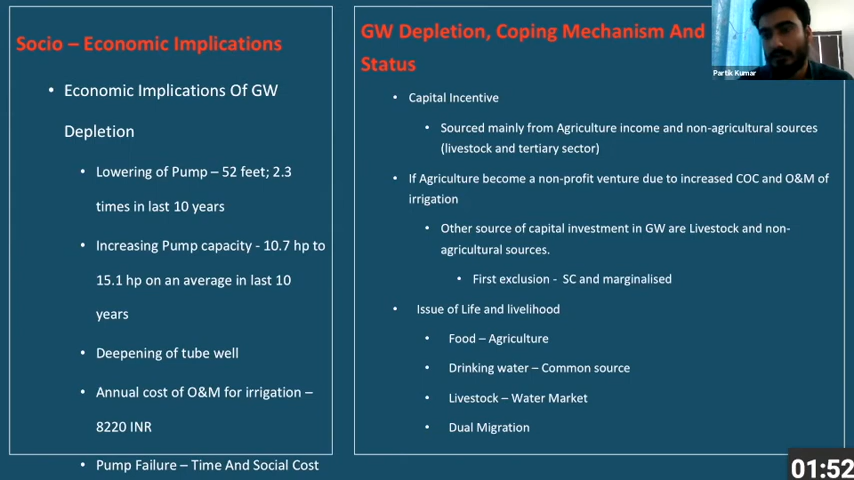 Socio – Economic Implications
• Economic Implications Of GW
Depletion
• Lowering of Pump – 52 feet; 2.3
times in last 10 years
• Increasing Pump capacity - 10.7 hp to
15.1 hp on an average in last 10
years
• Deepening of tube well
• Annual cost of O&M for irrigation –
8220 INR
• Pump Failure – Time And Social Cost
GW Depletion, Coping Mechanism And
Status
• Capital Incentive
• Sourced mainly from Agriculture income and non-agricultural sources
(livestock and tertiary sector)
• If Agriculture become a non-profit venture due to increased COC and O&M of
irrigation
• Other source of capital investment in GW are Livestock and non-
agricultural sources.
• First exclusion - SC and marginalised
• Issue of Life and livelihood
• Food – Agriculture
• Drinking water – Common source
• Livestock – Water Market
• Dual Migration
Partik Kumar
01:52